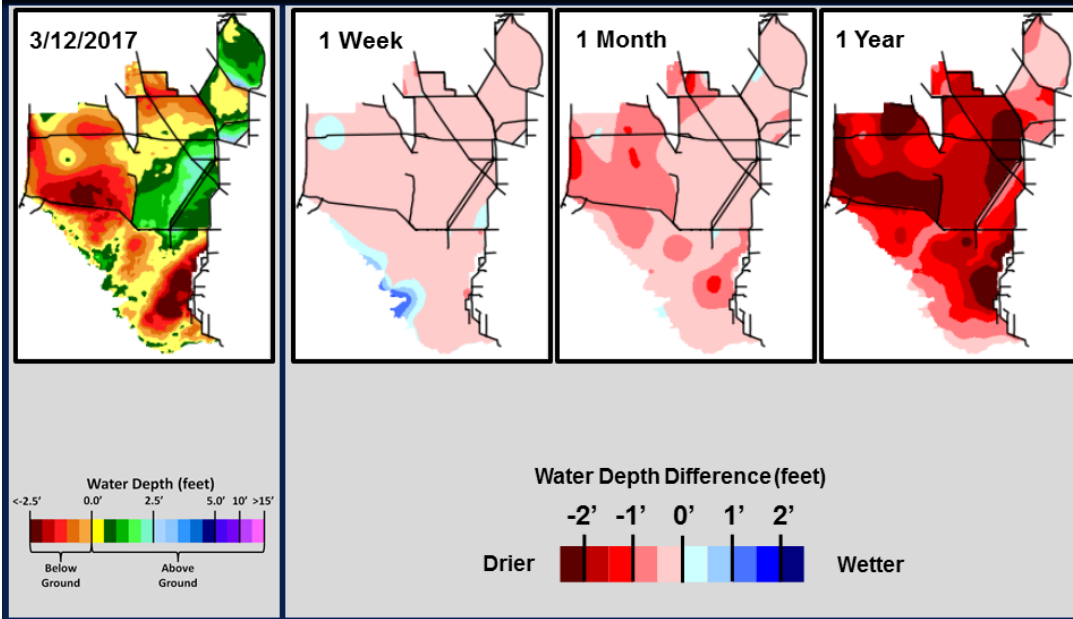 3/12/2017
1 Week
1 Month
1 Year
Water Depth (feet)
<-2.5' 0.0' 2.5' 5.0' 10' >15'
Below Ground
Above Ground
Water Depth Difference (feet)
-2' -1' 0' 1' 2'
Drier Wetter